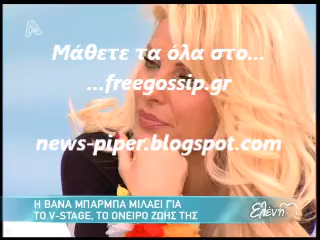 Μάθετε τα όλα στο...
...freegossip.gr
news-piper.blogspot.com
Η ΒΑΝΑ ΜΠΑΡΜΠΑ ΜΙΛΑΕΙ ΓΙΑ
ΤΟ V-STAGE, ΤΟ ΟΝΕΙΡΟ ΖΩΗΣ ΤΗΣ
Ελένη